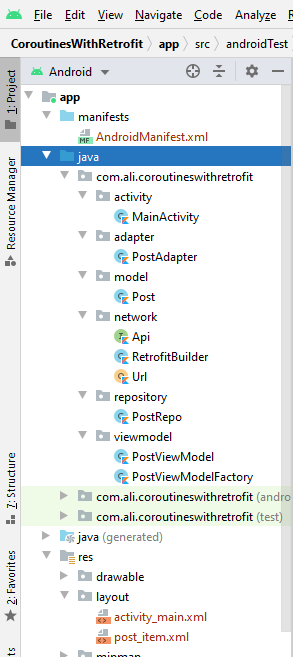 File Edit View Navigate Code Analyze Refactor
CoroutinesWithRetrofit app src androidTest
1: Project
Resource Manager
7: Structure
2: Favorites
Android
app
manifests
AndroidManifest.xml
java
com.ali.coroutineswithretrofit
activity
MainActivity
adapter
PostAdapter
model
Post
network
Api
RetrofitBuilder
Url
repository
PostRepo
viewmodel
PostViewModel
PostViewModelFactory
com.ali.coroutineswithretrofit (andro
com.ali.coroutineswithretrofit (test)
java (generated)
res
drawable
layout
activity_main.xml
post_item.xml